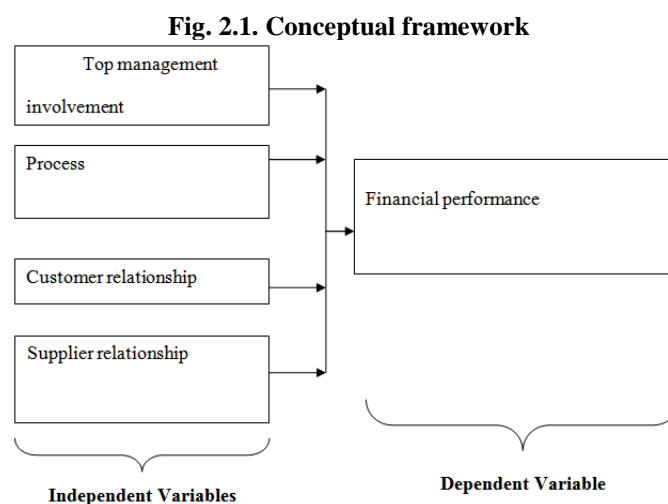 Fig. 2.1. Conceptual framework
Top management
involvement
Process
Financial performance
Customer relationship
Supplier relationship
Independent Variables
Dependent Variable